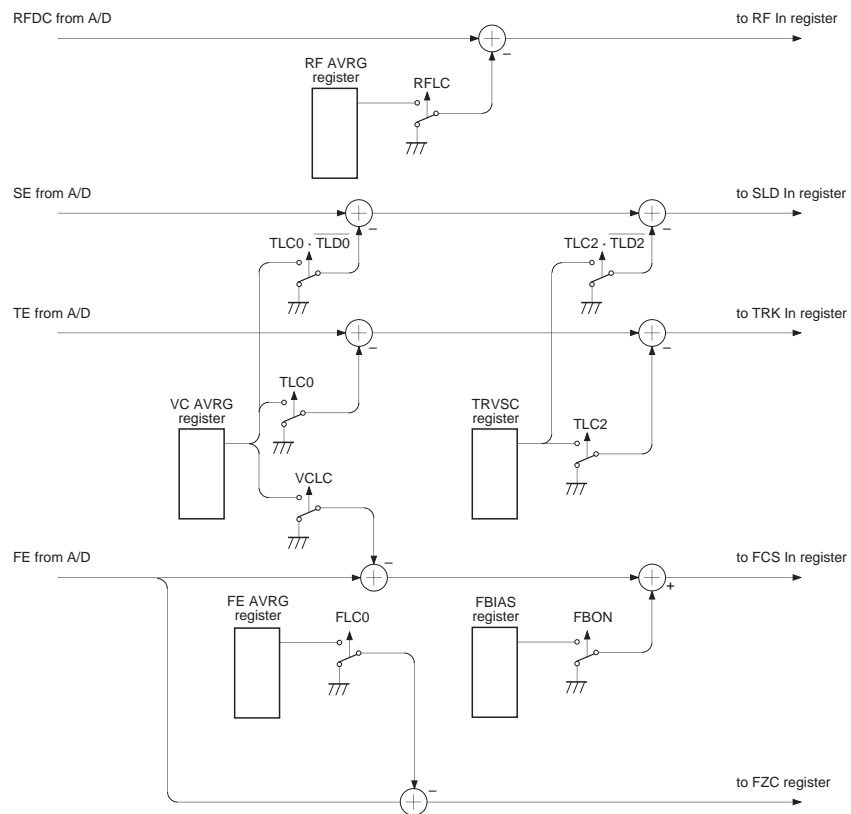 RFDC from A/D
to RF In register
−
RF AVRG
register
RFLC
SE from A/D
to SLD In register
−
−
TLC0 · T̅L̅D̅0̅
TLC2 · T̅L̅D̅2̅
TE from A/D
to TRK In register
−
−
TLC0
VC AVRG
register
TRVSC
register
TLC2
VCLC
FE from A/D
−
to FCS In register
+
FE AVRG
register
FLC0
FBIAS
register
FBON
to FZC register
−